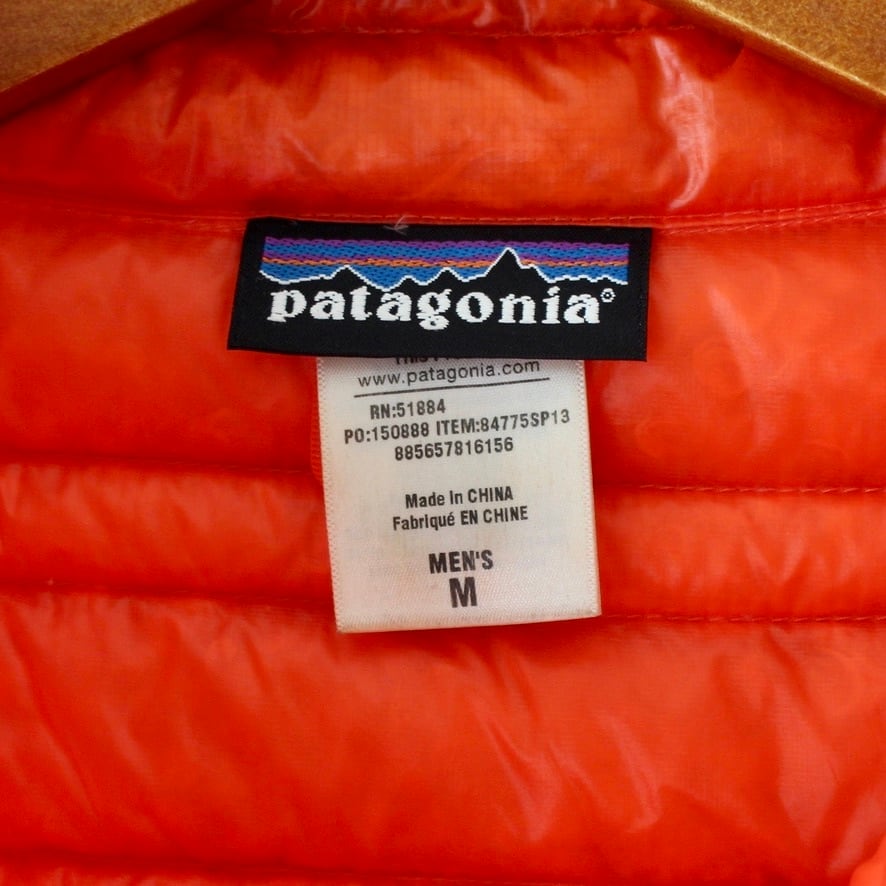 patagonia®
www.patagonia.com
RN:51884
PO:150888 ITEM:84775SP13
885657816156
Made in CHINA
Fabriqué EN CHINE
MEN'S
M